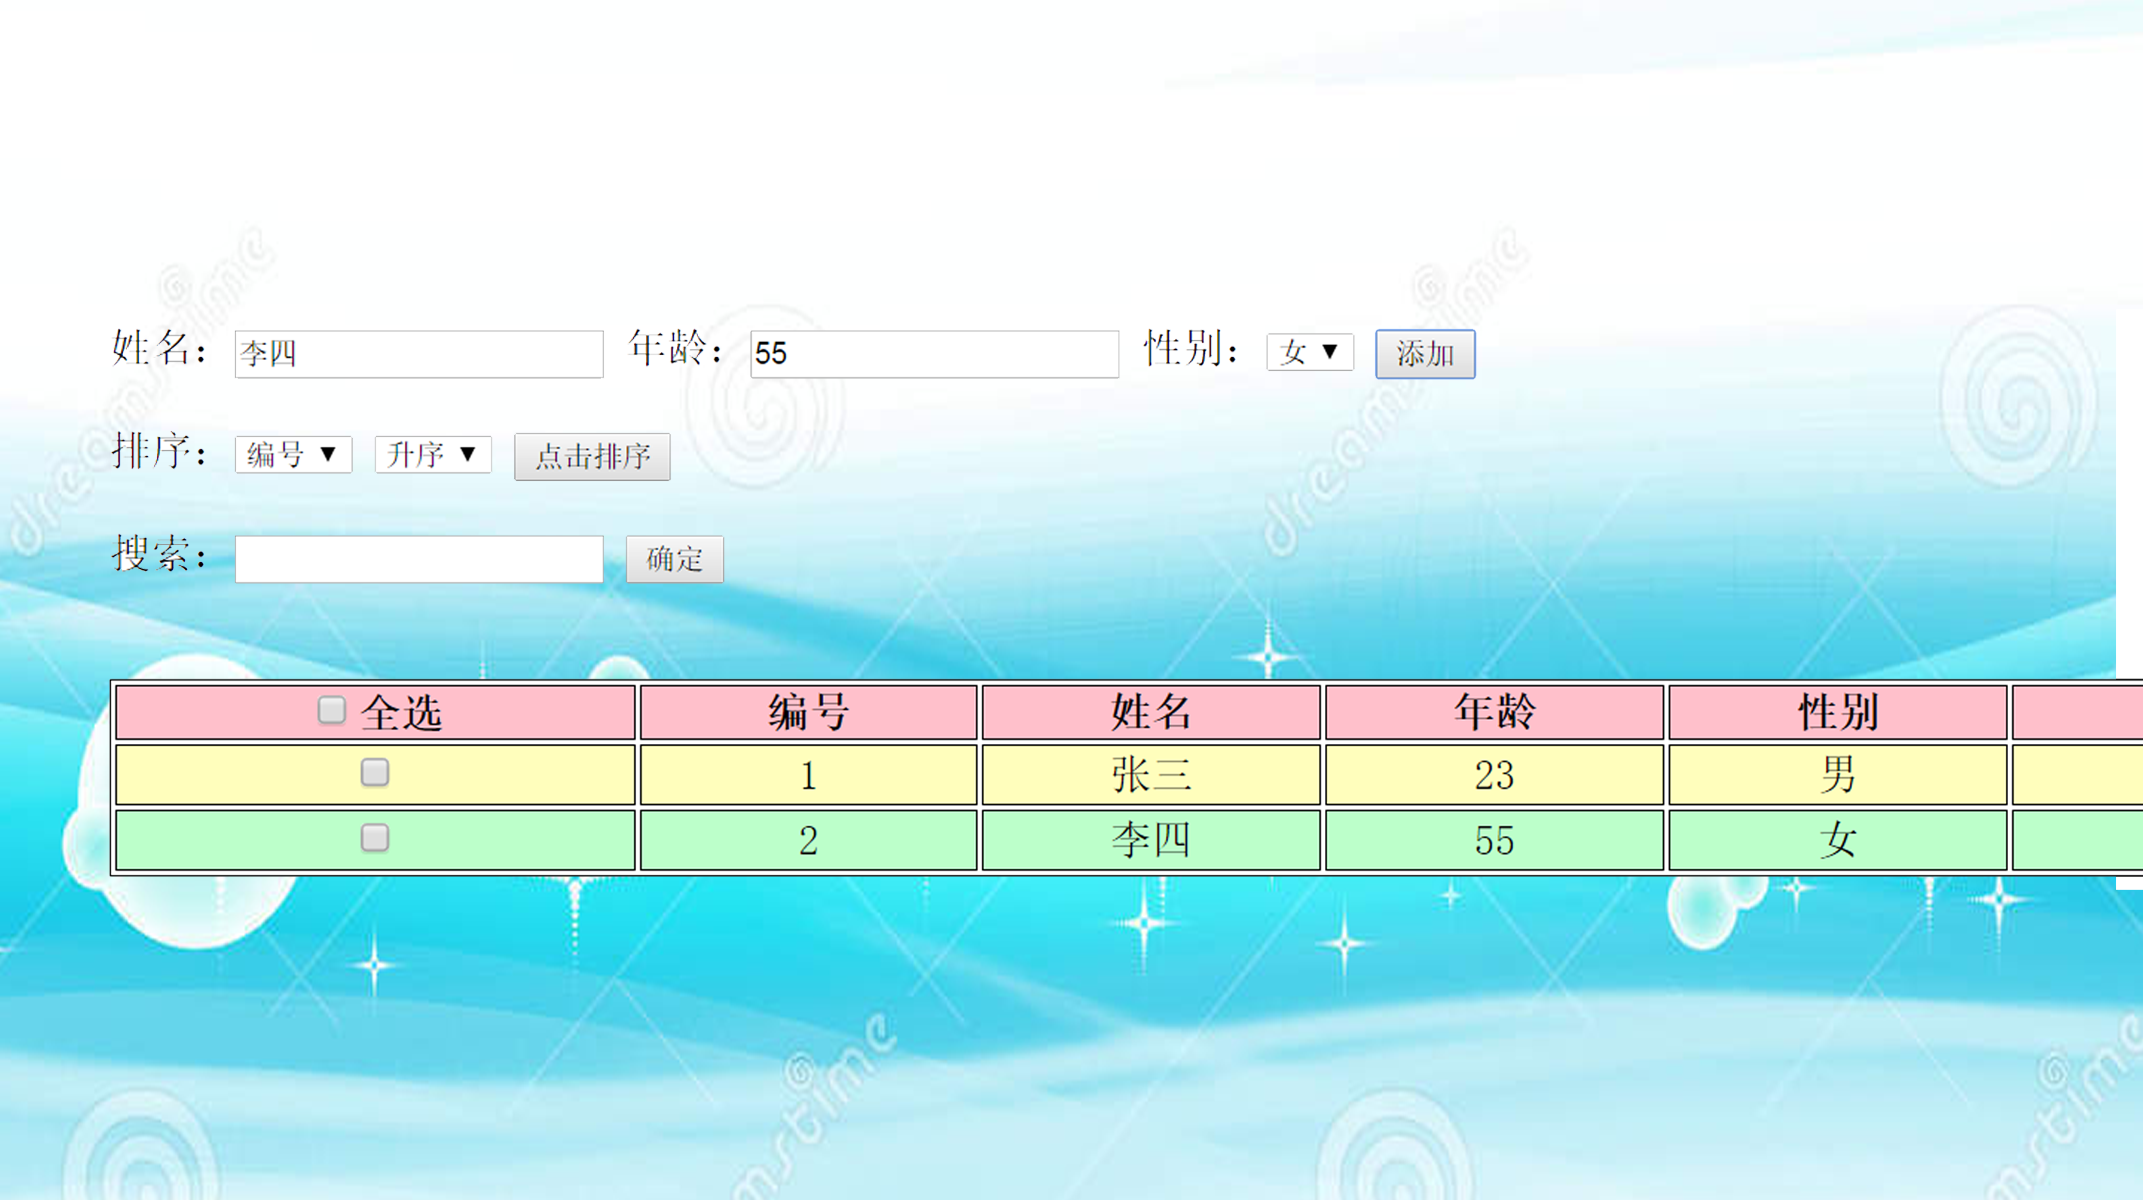 姓名： 李四 年龄： 55 性别： 女 添加
排序： 编号 升序 点击排序
搜索： 确定
全选 编号 姓名 年龄 性别
1 张三 23 男
2 李四 55 女
dreamstime
dreamstime